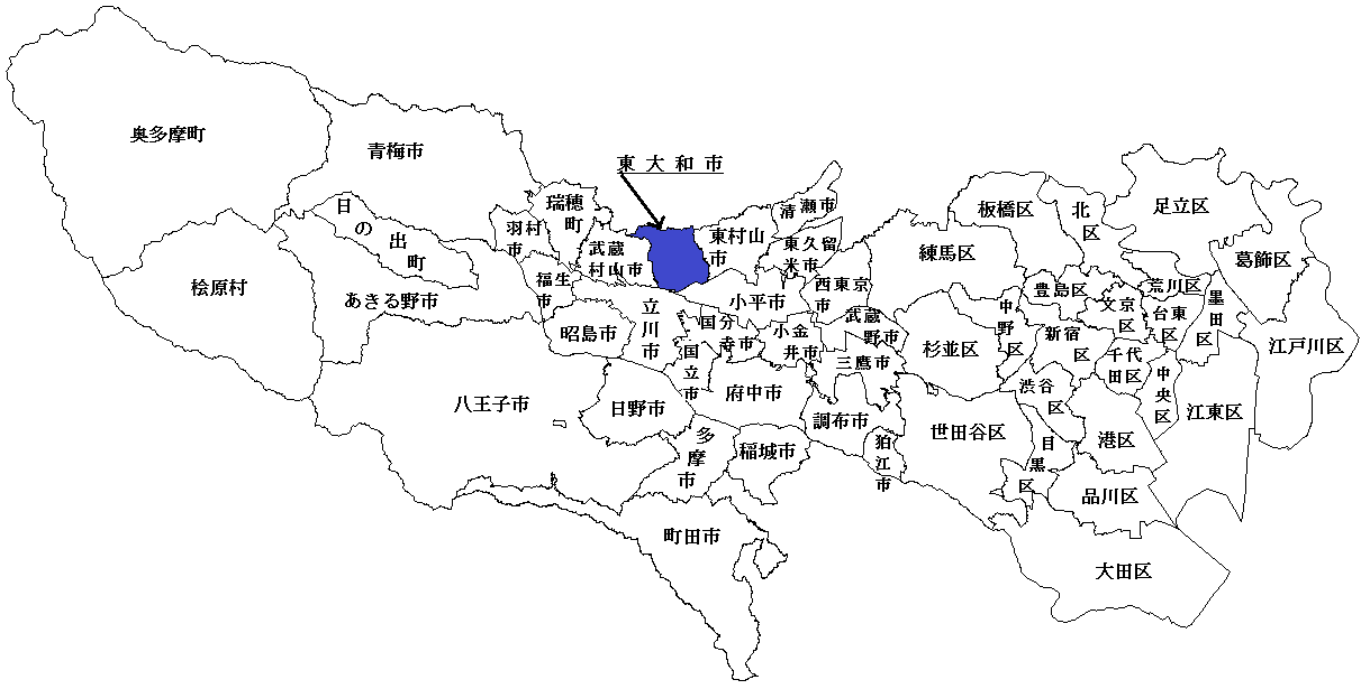 奥多摩町
青梅市
東大和市
瑞穂
町
清瀬市
板橋区
北
区
足立区
日
の
出
町
羽村
市
武蔵
村山市
東村山
市
東久留
米市
練馬区
葛飾区
桧原村
あきる野市
福生
市
小平市
西東京
市
豊島区
文京
区
荒川区
台東
区
墨
田
区
昭島市
立
川
市
国分
寺市
小金
井市
武蔵
野市
三鷹市
杉並区
中
野
区
新宿
区
千代
田区
中
央
区
江戸川区
八王子市
日野市
国
立
市
府中市
調布市
狛
江
市
世田谷区
渋谷
区
目
黒
区
港区
江東区
多
摩
市
稲城市
品川区
町田市
大田区